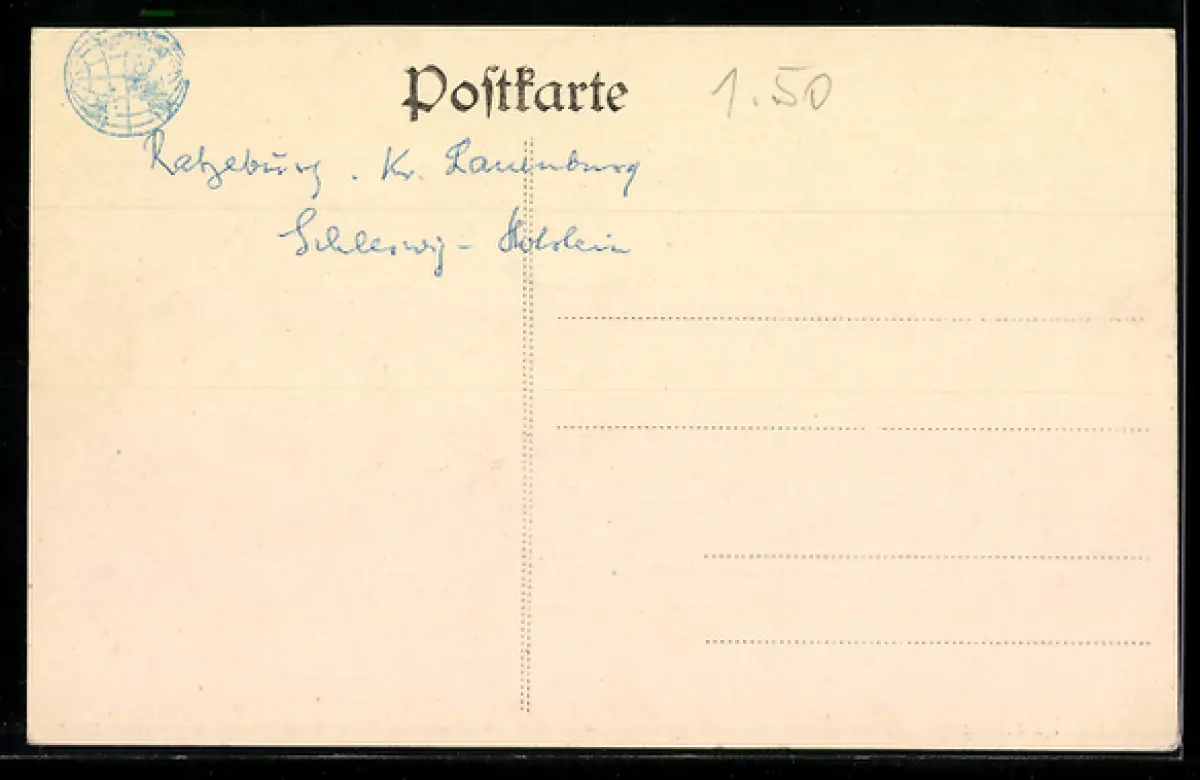 Postkarte
1.50
Ratzeburg. Kr. Lauenburg
Schleswig-Holstein